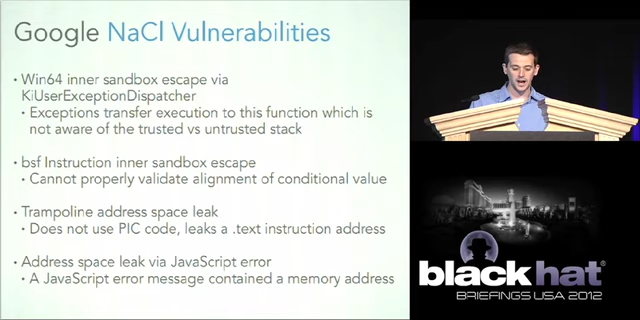 Google NaCl Vulnerabilities
• Win64 inner sandbox escape via
KiUserExceptionDispatcher
• Exceptions transfer execution to this function which is
not aware of the trusted vs untrusted stack
• bsf Instruction inner sandbox escape
• Cannot properly validate alignment of conditional value
• Trampoline address space leak
• Does not use PIC code, leaks a .text instruction address
• Address space leak via JavaScript error
• A JavaScript error message contained a memory address
black hat®
BRIEFINGS USA 2012